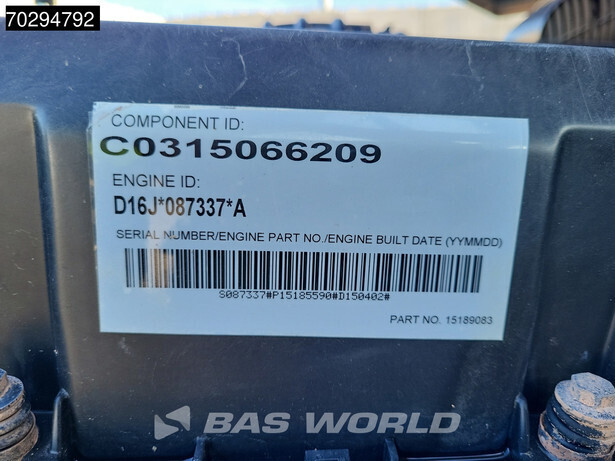 70294792
COMPONENT ID:
C0315066209
ENGINE ID:
D16J*087337*A
SERIAL NUMBER/ENGINE PART NO./ENGINE BUILT DATE (YYMMDD)
S087337#P15185590#D150402#
PART NO. 15189083
BAS WORLD